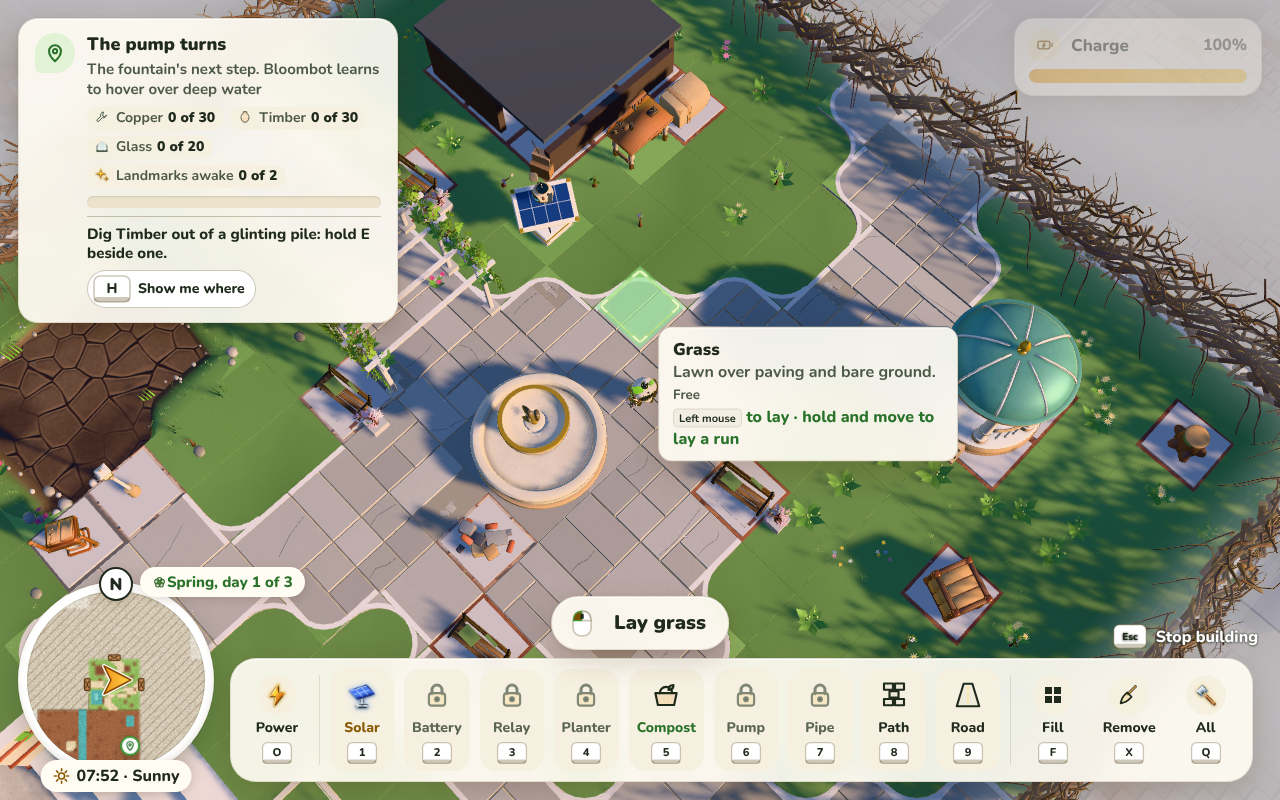 The pump turns
The fountain's next step. Bloombot learns
to hover over deep water
Copper 0 of 30
Timber 0 of 30
Glass 0 of 20
Landmarks awake 0 of 2
Dig Timber out of a glinting pile: hold E
beside one.
H Show me where
Charge 100%
Grass
Lawn over paving and bare ground.
Free
Left mouse to lay · hold and move to
lay a run
N
Spring, day 1 of 3
07:52 · Sunny
Lay grass
Esc Stop building
Power
O
Solar
1
Battery
2
Relay
3
Planter
4
Compost
5
Pump
6
Pipe
7
Path
8
Road
9
Fill
F
Remove
X
All
Q